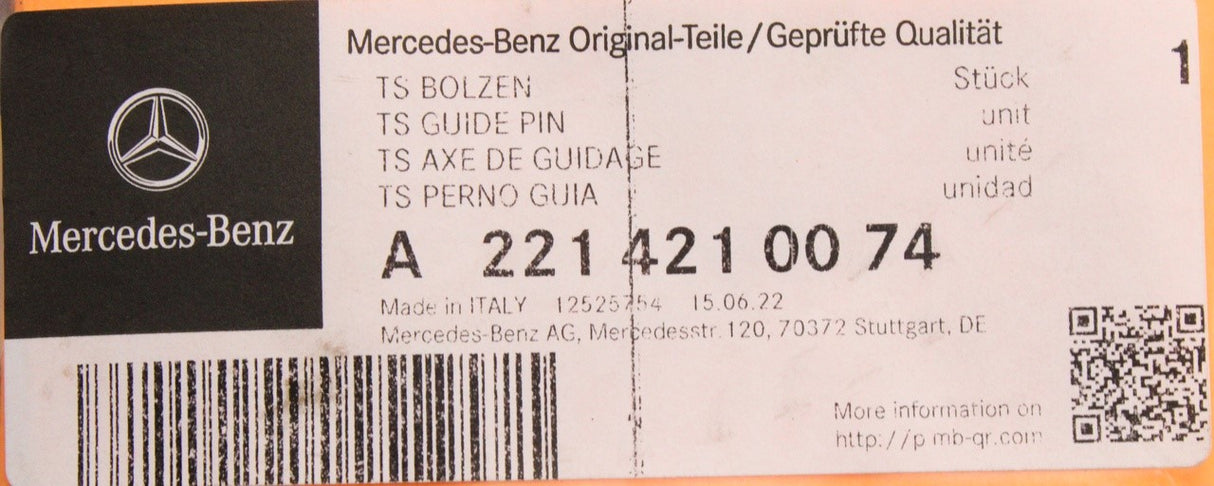 Mercedes-Benz
Mercedes-Benz Original-Teile/Geprüfte Qualität
1
TS BOLZEN Stück
TS GUIDE PIN unit
TS AXE DE GUIDAGE unité
TS PERNO GUIA unidad
A 221 421 00 74
Made in ITALY 12525754 15.06.22
Mercedes-Benz AG, Mercedesstr. 120, 70372 Stuttgart, DE
More information on
http://p.mb-qr.com